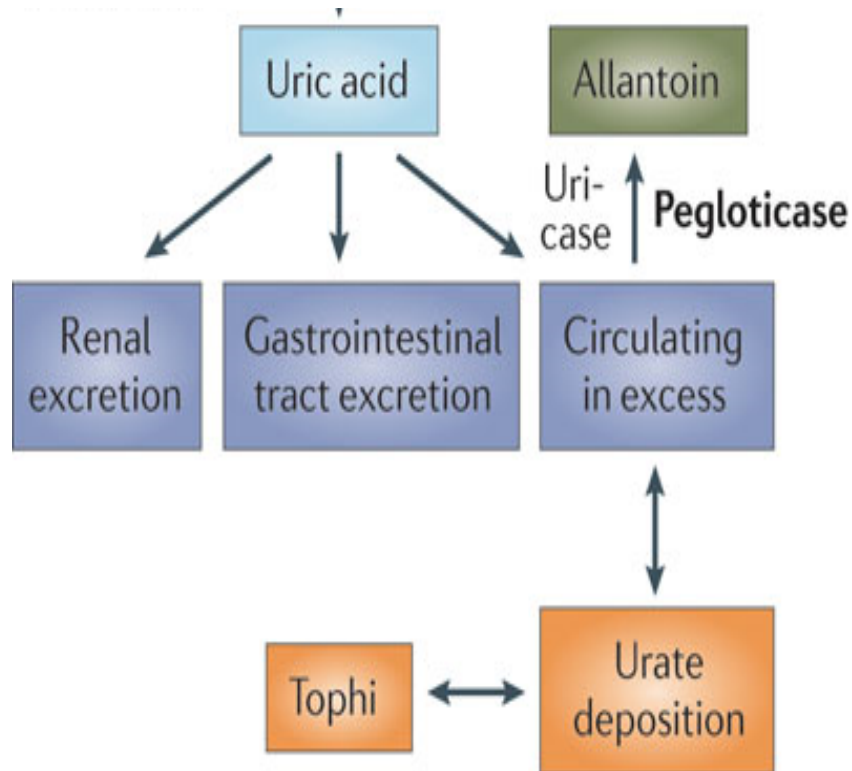 Uric acid
Allantoin
Uri-
case
Pegloticase
Renal
excretion
Gastrointestinal
tract excretion
Circulating
in excess
Tophi
Urate
deposition